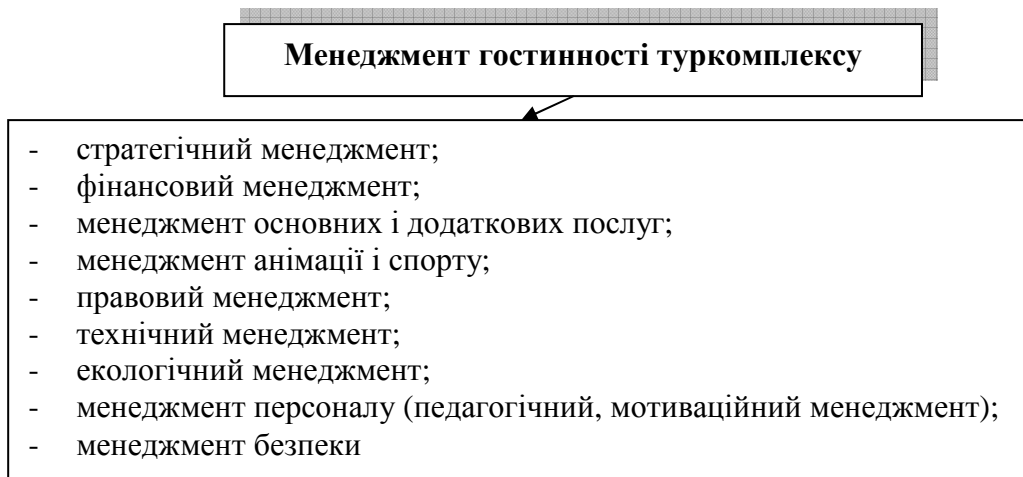 Менеджмент гостинності туркомплексу
- стратегічний менеджмент;
- фінансовий менеджмент;
- менеджмент основних і додаткових послуг;
- менеджмент анімації і спорту;
- правовий менеджмент;
- технічний менеджмент;
- екологічний менеджмент;
- менеджмент персоналу (педагогічний, мотиваційний менеджмент);
- менеджмент безпеки